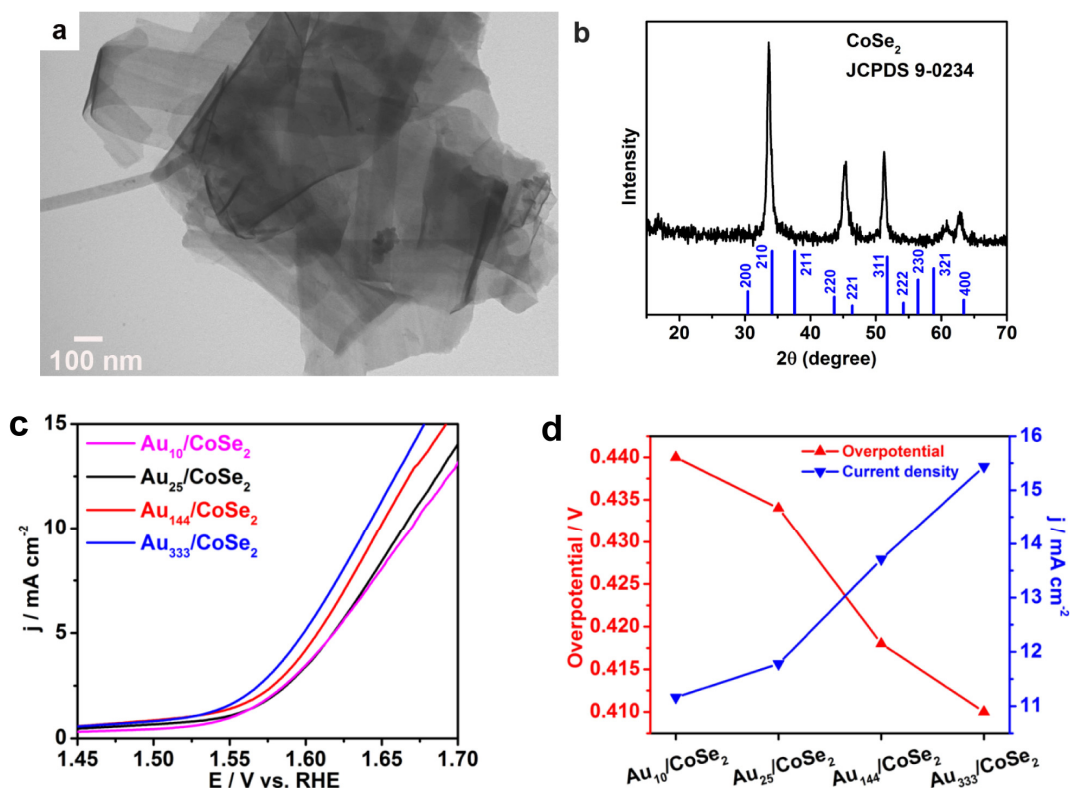 a
100 nm
b
CoSe₂
JCPDS 9-0234
Intensity
200
210
211
220
221
311
222
230
321
400
20
30
40
50
60
70
2θ (degree)
c
Au₁₀/CoSe₂
Au₂₅/CoSe₂
Au₁₄₄/CoSe₂
Au₃₃₃/CoSe₂
j / mA cm⁻²
15
10
5
0
1.45
1.50
1.55
1.60
1.65
1.70
E / V vs. RHE
d
Overpotential
Current density
Overpotential / V
0.440
0.435
0.430
0.425
0.420
0.415
0.410
j / mA cm⁻²
16
15
14
13
12
11
Au₁₀/CoSe₂
Au₂₅/CoSe₂
Au₁₄₄/CoSe₂
Au₃₃₃/CoSe₂